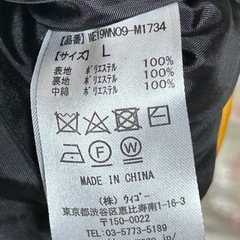 【品番】WE19WN09-M1734
【サイズ】 L
表地 ポリエステル 100%
裏地 ポリエステル 100%
中綿 ポリエステル 100%
MADE IN CHINA
(株) ウィゴー
東京都渋谷区恵比寿南1-16-3
〒150-0022
TEL 03-5773-5189